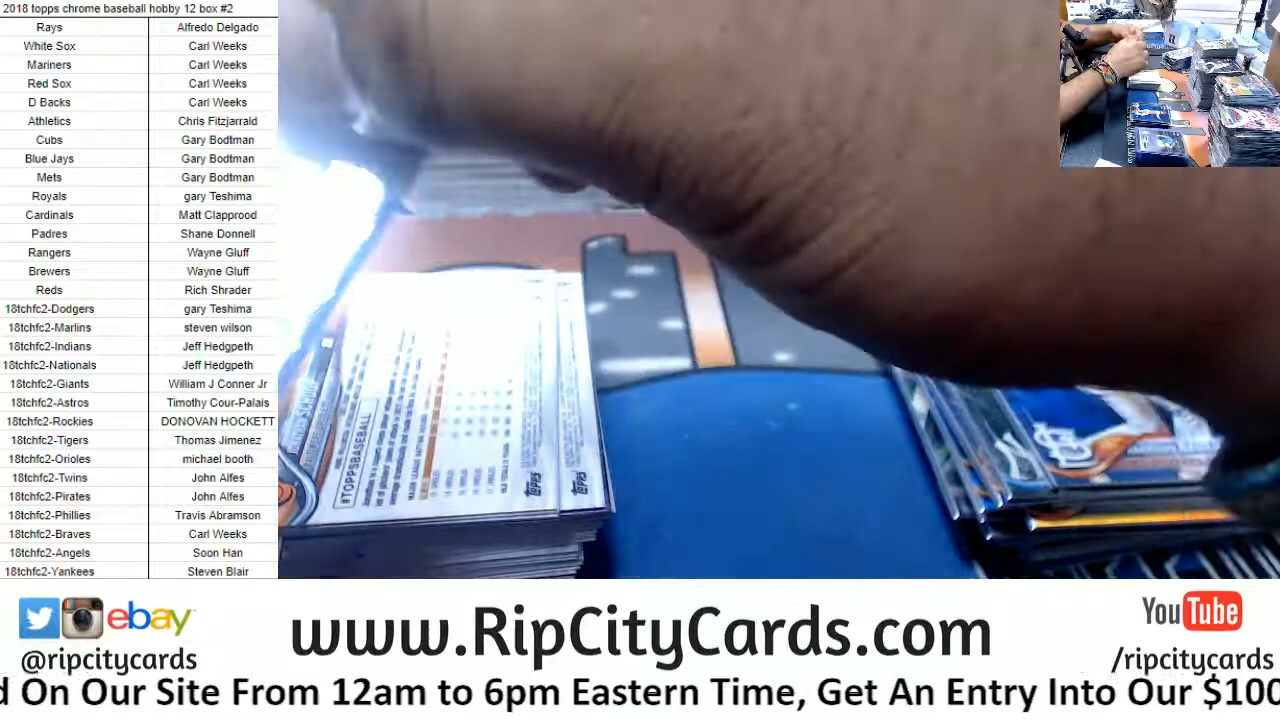 2018 topps chrome baseball hobby 12 box #2
Rays Alfredo Delgado
White Sox Carl Weeks
Mariners Carl Weeks
Red Sox Carl Weeks
D Backs Carl Weeks
Athletics Chris Fitzjarrald
Cubs Gary Bodtman
Blue Jays Gary Bodtman
Mets Gary Bodtman
Royals gary Teshima
Cardinals Matt Clapprood
Padres Shane Donnell
Rangers Wayne Gluff
Brewers Wayne Gluff
Reds Rich Shrader
18tchfc2-Dodgers gary Teshima
18tchfc2-Marlins steven wilson
18tchfc2-Indians Jeff Hedgpeth
18tchfc2-Nationals Jeff Hedgpeth
18tchfc2-Giants William J Conner Jr
18tchfc2-Astros Timothy Cour-Palais
18tchfc2-Rockies DONOVAN HOCKETT
18tchfc2-Tigers Thomas Jimenez
18tchfc2-Orioles michael booth
18tchfc2-Twins John Alfes
18tchfc2-Pirates John Alfes
18tchfc2-Phillies Travis Abramson
18tchfc2-Braves Carl Weeks
18tchfc2-Angels Soon Han
18tchfc2-Yankees Steven Blair
#TOPPSBASEBALL
TOPPS
TOPPS
ebay
@ripcitycards
www.RipCityCards.com
YouTube
/ripcitycards
d On Our Site From 12am to 6pm Eastern Time, Get An Entry Into Our $100